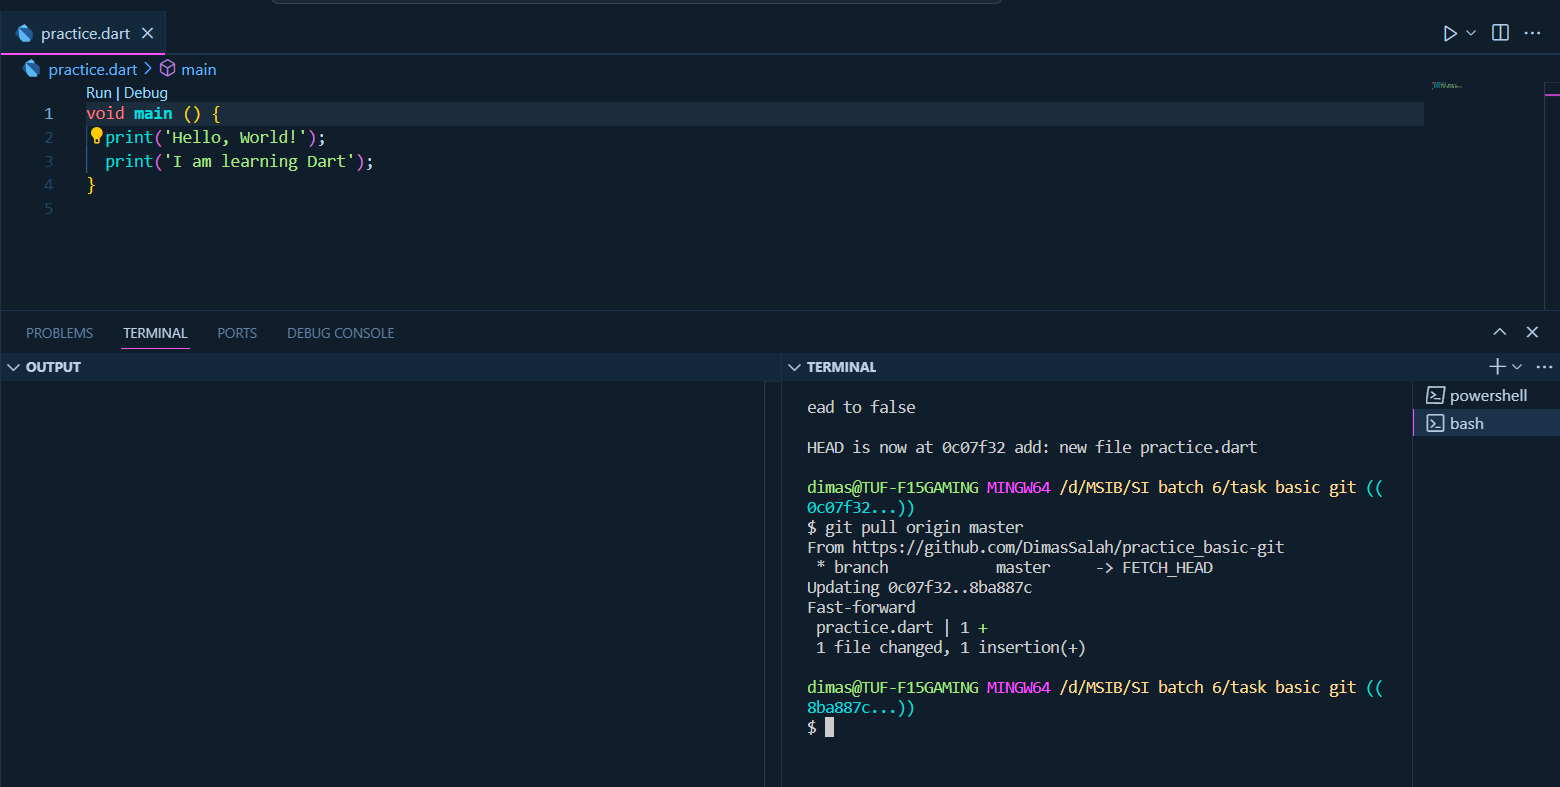 practice.dart
practice.dart > main
Run | Debug
1 void main () {
2 print('Hello, World!');
3 print('I am learning Dart');
4 }
5
PROBLEMS TERMINAL PORTS DEBUG CONSOLE
OUTPUT
TERMINAL
ead to false
HEAD is now at 0c07f32 add: new file practice.dart
dimas@TUF-F15GAMING MINGW64 /d/MSIB/SI batch 6/task basic git ((
0c07f32...))
$ git pull origin master
From https://github.com/DimasSalah/practice_basic-git
* branch master -> FETCH_HEAD
Updating 0c07f32..8ba887c
Fast-forward
practice.dart | 1 +
1 file changed, 1 insertion(+)
dimas@TUF-F15GAMING MINGW64 /d/MSIB/SI batch 6/task basic git ((
8ba887c...))
$
powershell
bash